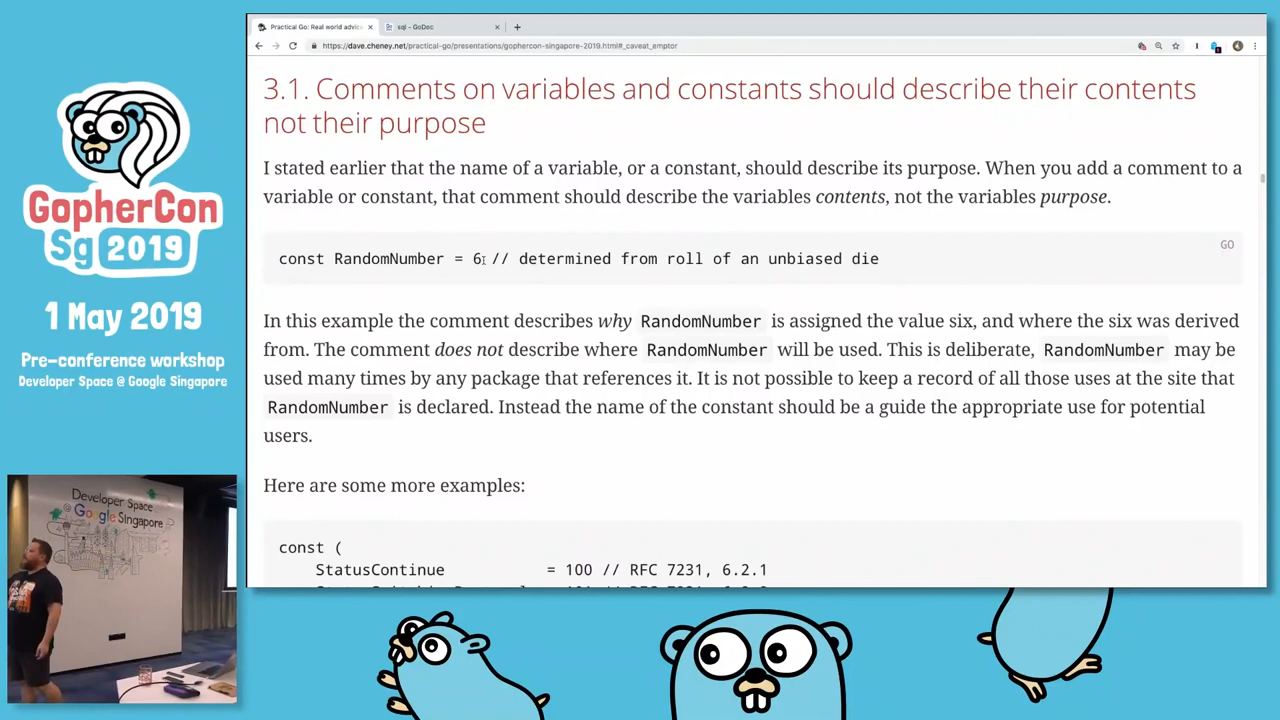 Practical Go: Real world advic
sql - GoDoc
https://dave.cheney.net/practical-go/presentations/gophercon-singapore-2019.html#_caveat_emptor
3.1. Comments on variables and constants should describe their contents
not their purpose
I stated earlier that the name of a variable, or a constant, should describe its purpose. When you add a comment to a
variable or constant, that comment should describe the variables contents, not the variables purpose.
GO
const RandomNumber = 6 // determined from roll of an unbiased die
In this example the comment describes why RandomNumber is assigned the value six, and where the six was derived
from. The comment does not describe where RandomNumber will be used. This is deliberate, RandomNumber may be
used many times by any package that references it. It is not possible to keep a record of all those uses at the site that
RandomNumber is declared. Instead the name of the constant should be a guide the appropriate use for potential
users.
Here are some more examples:
const (
StatusContinue = 100 // RFC 7231, 6.2.1
GopherCon
Sg 2019
1 May 2019
Pre-conference workshop
Developer Space @ Google Singapore
Developer Space
@ Google Singapore